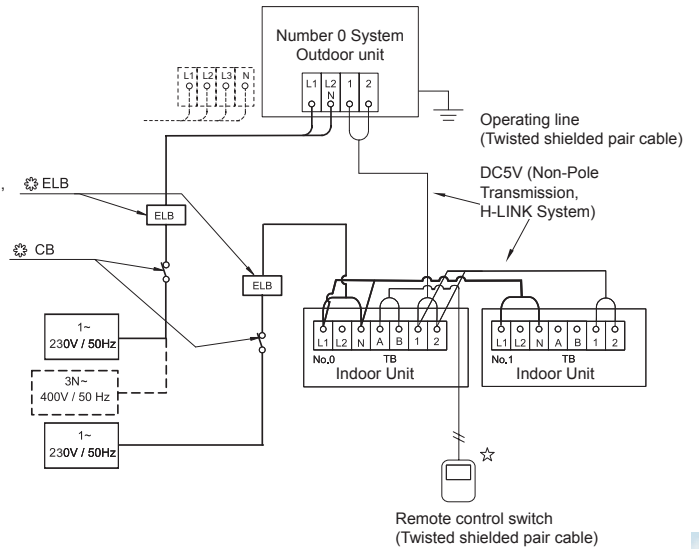 Number 0 System
Outdoor unit
L1 L2 L3 N
L1 L2 N 1 2
Operating line
(Twisted shielded pair cable)
DC5V (Non-Pole
Transmission,
H-LINK System)
, ELB
ELB
CB
ELB
1~
230V / 50Hz
3N~
400V / 50 Hz
1~
230V / 50Hz
L1 L2 N A B 1 2
No.0 TB
Indoor Unit
L1 L2 N A B 1 2
No.1 TB
Indoor Unit
Remote control switch
(Twisted shielded pair cable)